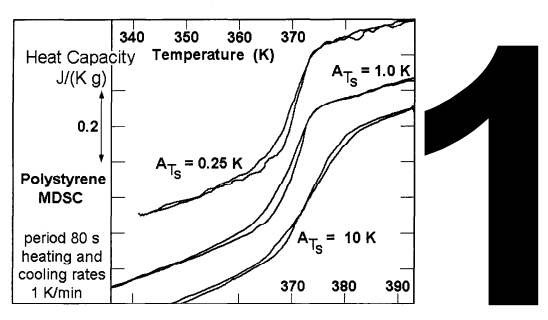 340 350 360 370
Heat Capacity
J/(K g)
Temperature (K)
A_Ts = 1.0 K
0.2
A_Ts = 0.25 K
Polystyrene
MDSC
A_Ts = 10 K
period 80 s
heating and
cooling rates
1 K/min
370 380 390
1